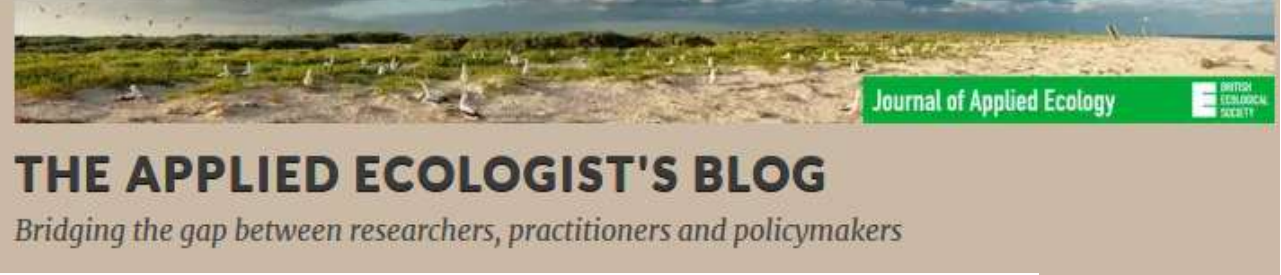 Journal of Applied Ecology
BRITISH
ECOLOGICAL
SOCIETY
THE APPLIED ECOLOGIST'S BLOG
Bridging the gap between researchers, practitioners and policymakers